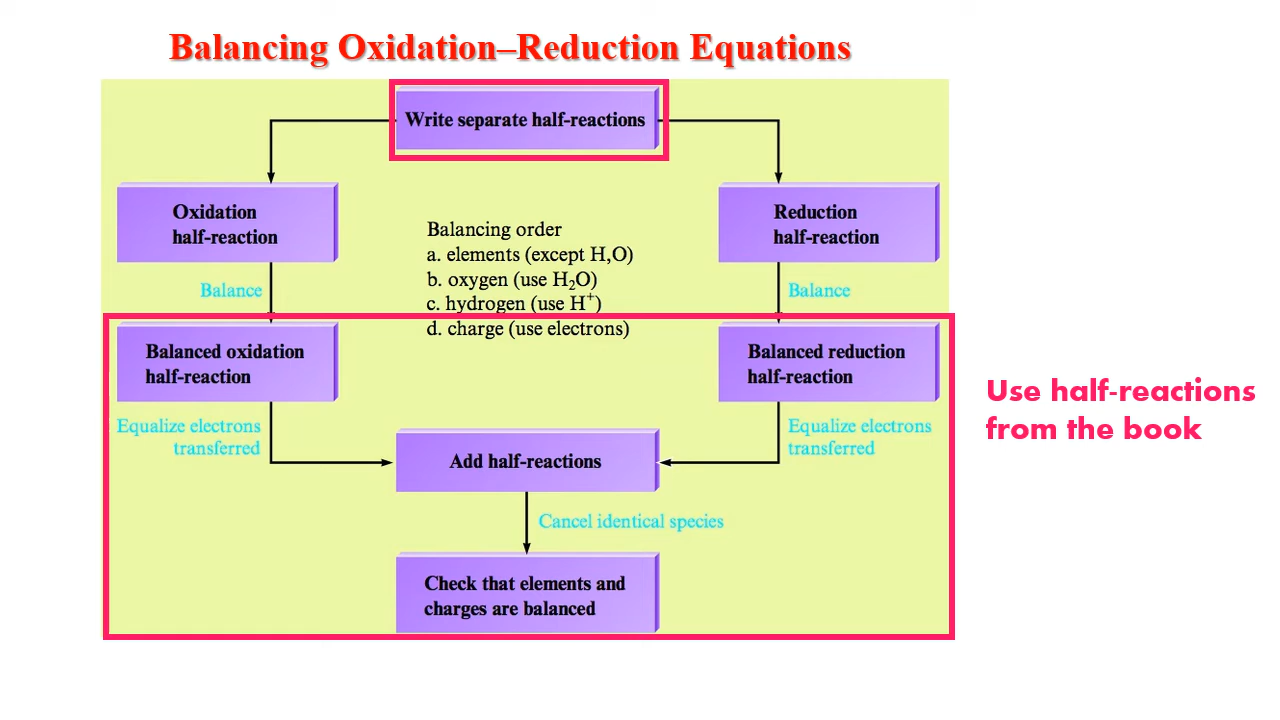 Balancing Oxidation–Reduction Equations
Write separate half-reactions
Oxidation
half-reaction
Reduction
half-reaction
Balancing order
a. elements (except H,O)
b. oxygen (use H₂O)
c. hydrogen (use H⁺)
d. charge (use electrons)
Balance
Balance
Balanced oxidation
half-reaction
Balanced reduction
half-reaction
Use half-reactions
from the book
Equalize electrons
transferred
Equalize electrons
transferred
Add half-reactions
Cancel identical species
Check that elements and
charges are balanced